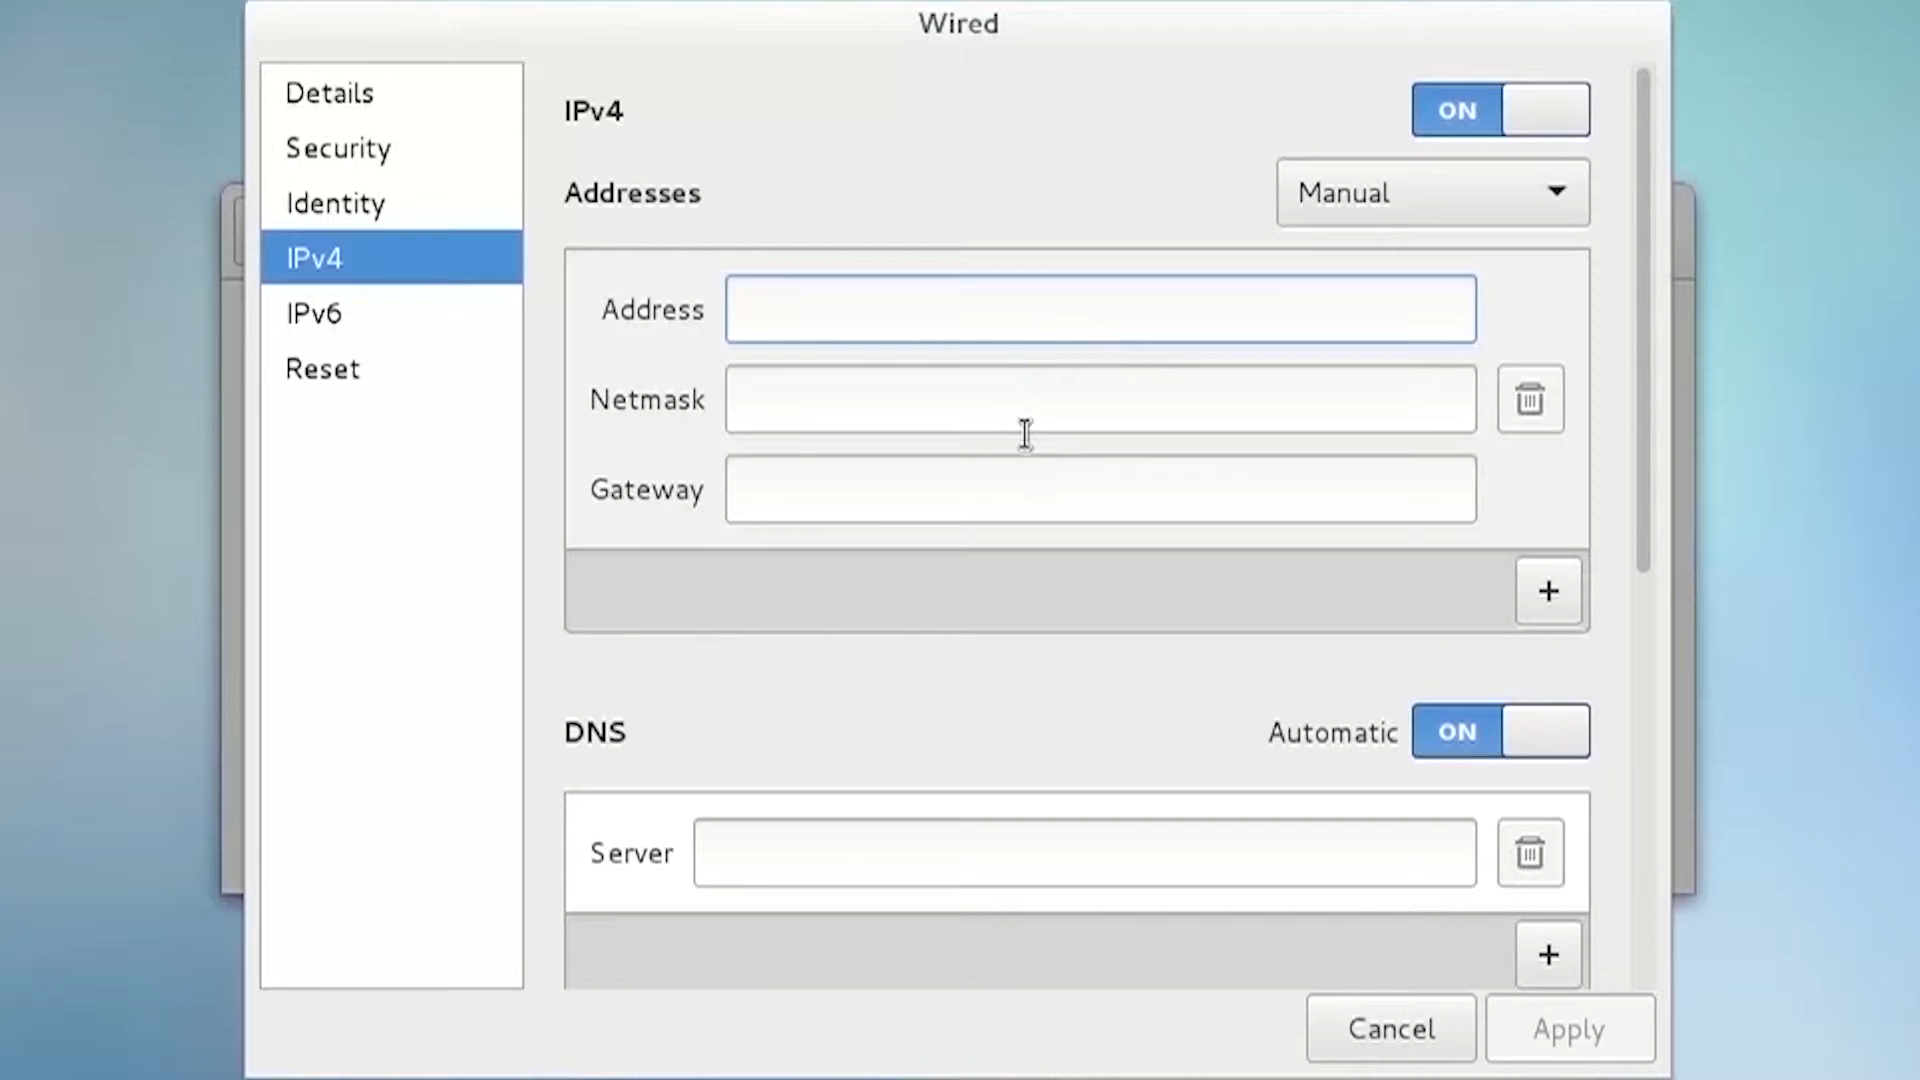 Wired
Details
Security
Identity
IPv4
IPv6
Reset
IPv4
ON
Addresses
Manual
Address
Netmask
Gateway
+
DNS
Automatic
ON
Server
+
Cancel
Apply